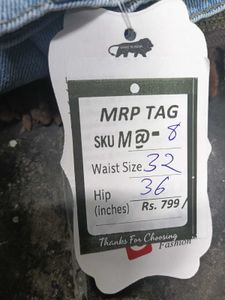 MRP TAG
SKU M@- 8
Waist Size 32
Hip 36
(inches) Rs. 799/
Thanks For Choosing
Fashion